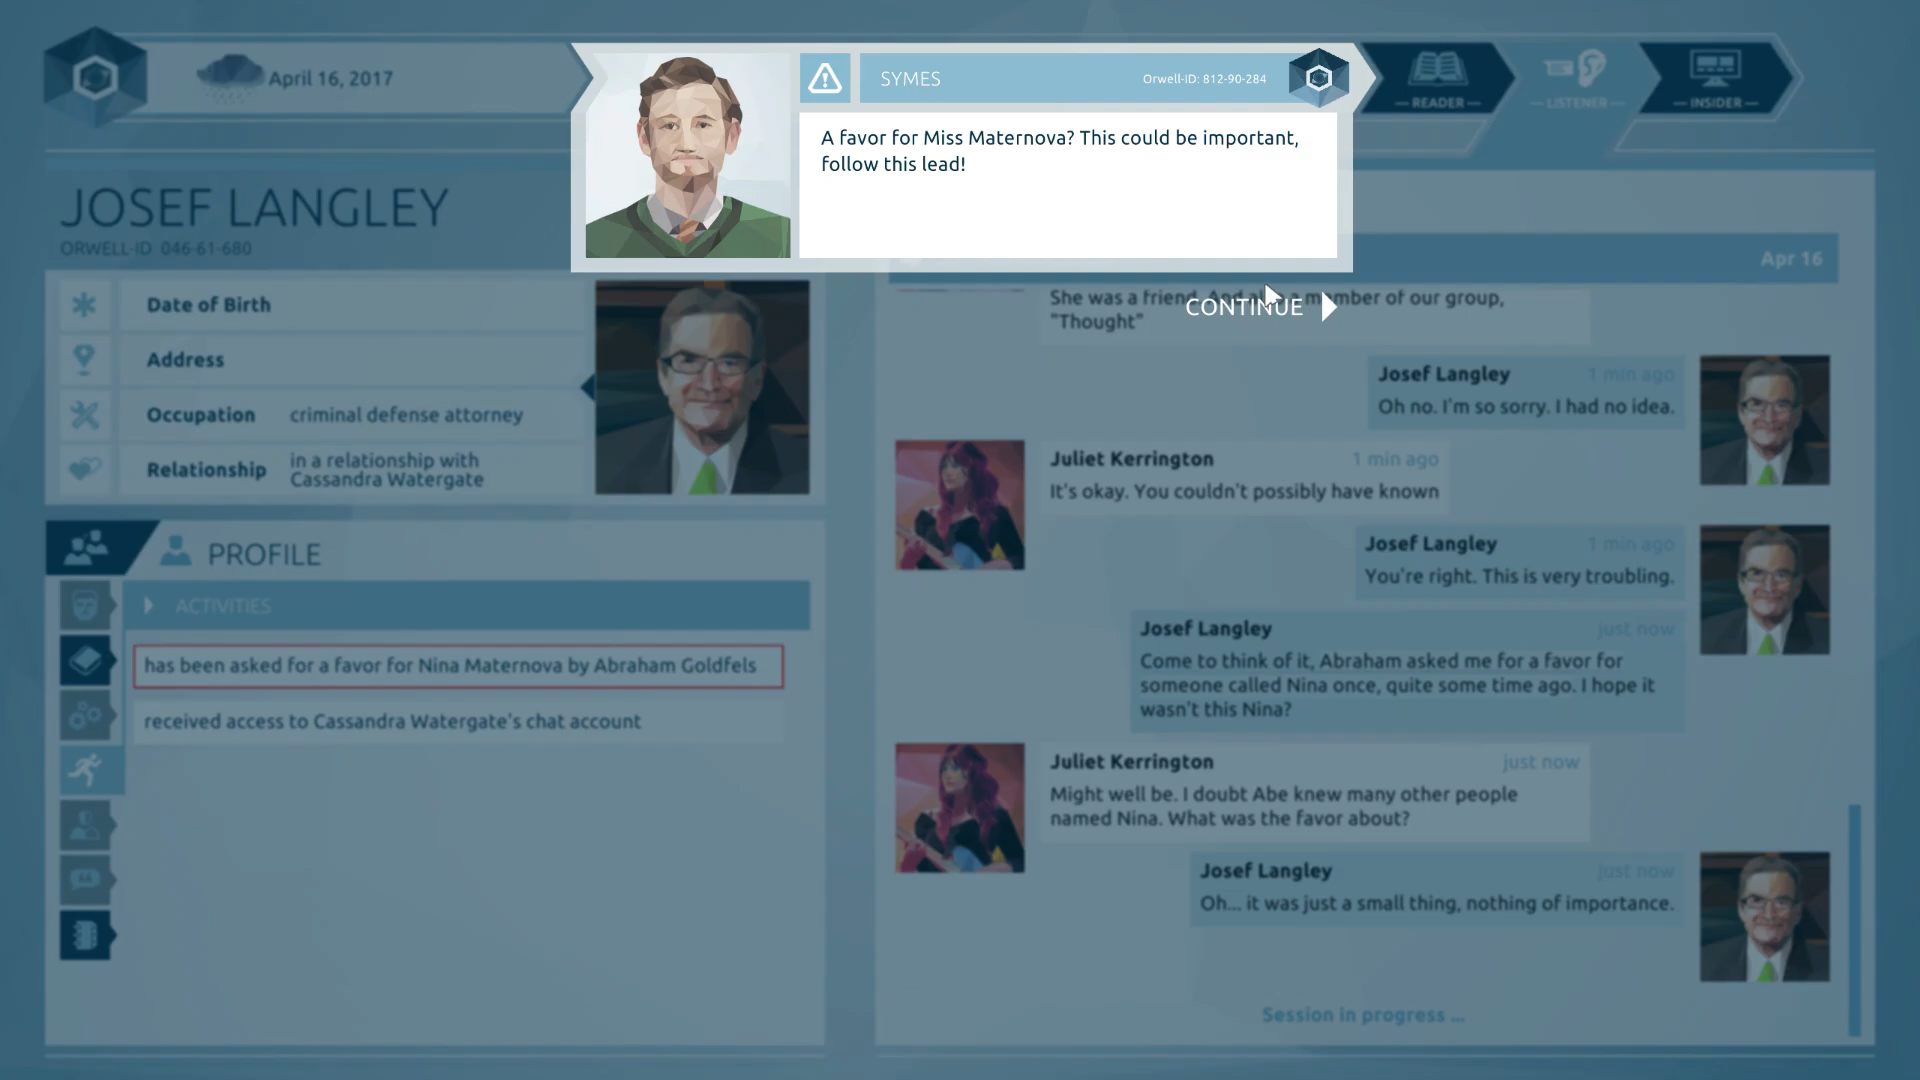 April 16, 2017
SYMES
Orwell-ID: 812-90-284
A favor for Miss Maternova? This could be important,
follow this lead!
CONTINUE
READER
LISTENER
INSIDER
JOSEF LANGLEY
ORWELL-ID 046-61-680
Date of Birth
Address
Occupation criminal defense attorney
Relationship in a relationship with
Cassandra Watergate
PROFILE
ACTIVITIES
has been asked for a favor for Nina Maternova by Abraham Goldfels
received access to Cassandra Watergate's chat account
Apr 16
She was a friend. And also a member of our group,
"Thought"
Josef Langley 1 min ago
Oh no. I'm so sorry. I had no idea.
Juliet Kerrington 1 min ago
It's okay. You couldn't possibly have known
Josef Langley 1 min ago
You're right. This is very troubling.
Josef Langley just now
Come to think of it, Abraham asked me for a favor for
someone called Nina once, quite some time ago. I hope it
wasn't this Nina?
Juliet Kerrington just now
Might well be. I doubt Abe knew many other people
named Nina. What was the favor about?
Josef Langley just now
Oh... it was just a small thing, nothing of importance.
Session in progress ...